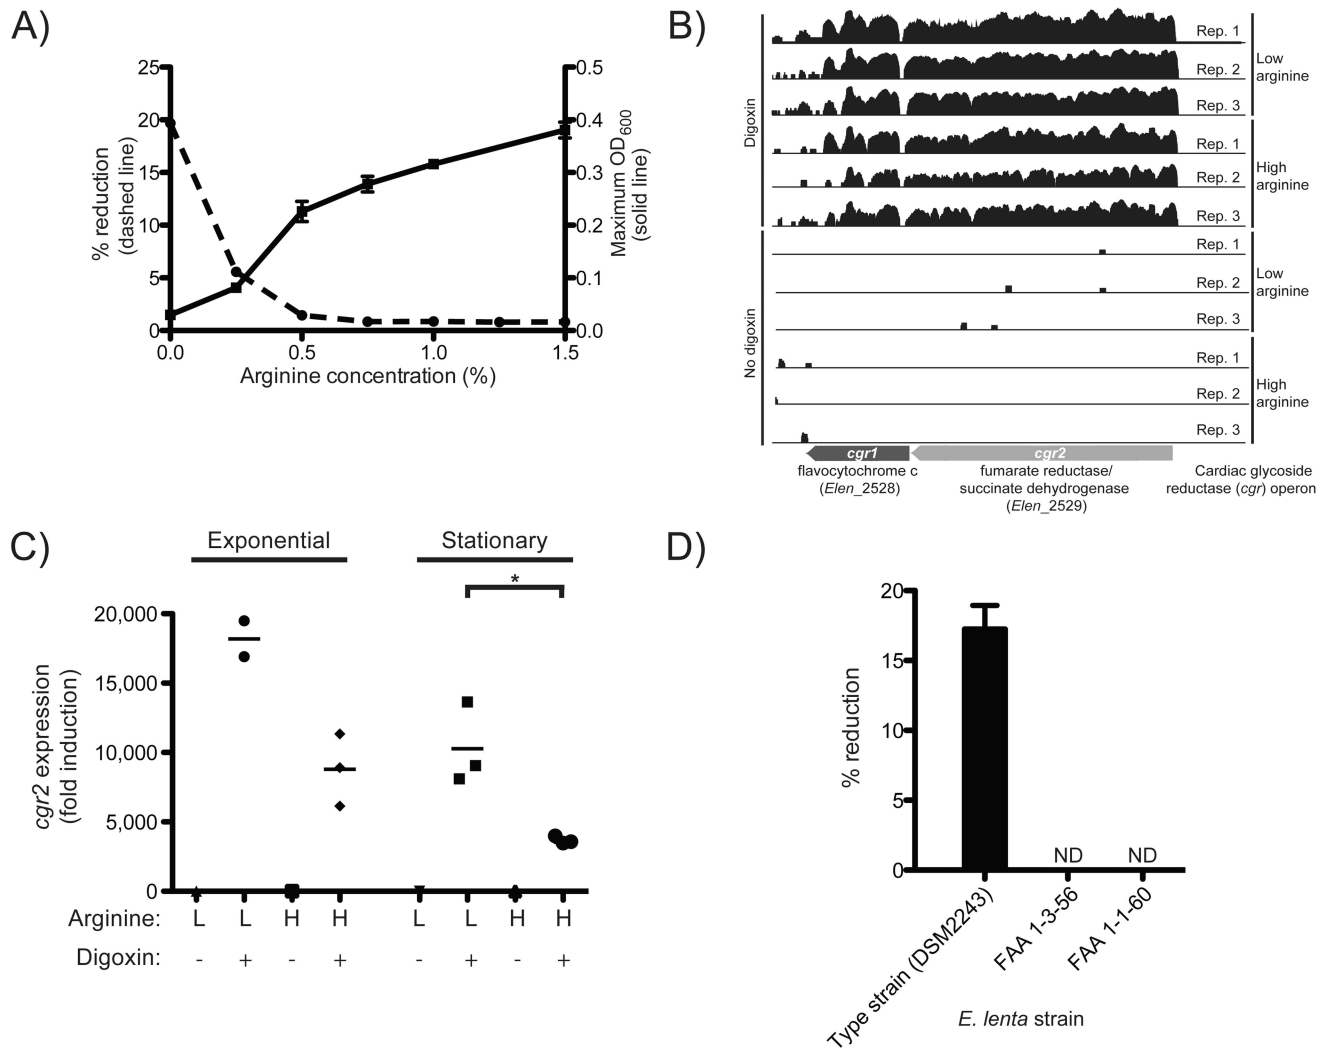 A)
25
20
15
10
5
0
% reduction
(dashed line)
0.5
0.4
0.3
0.2
0.1
0.0
Maximum OD600
(solid line)
0.0
0.5
1.0
1.5
Arginine concentration (%)
B)
Digoxin
Rep. 1
Rep. 2
Rep. 3
Low
arginine
Rep. 1
Rep. 2
Rep. 3
High
arginine
No digoxin
Rep. 1
Rep. 2
Rep. 3
Low
arginine
Rep. 1
Rep. 2
Rep. 3
High
arginine
cgr1
cgr2
flavocytochrome c
(Elen_2528)
fumarate reductase/
succinate dehydrogenase
(Elen_2529)
Cardiac glycoside
reductase (cgr) operon
C)
Exponential
Stationary
*
20,000
15,000
10,000
5,000
0
cgr2 expression
(fold induction)
Arginine: L L H H L L H H
Digoxin: - + - + - + - +
D)
20
15
10
5
0
% reduction
ND
ND
Type strain (DSM2243)
FAA 1-3-56
FAA 1-1-60
E. lenta strain